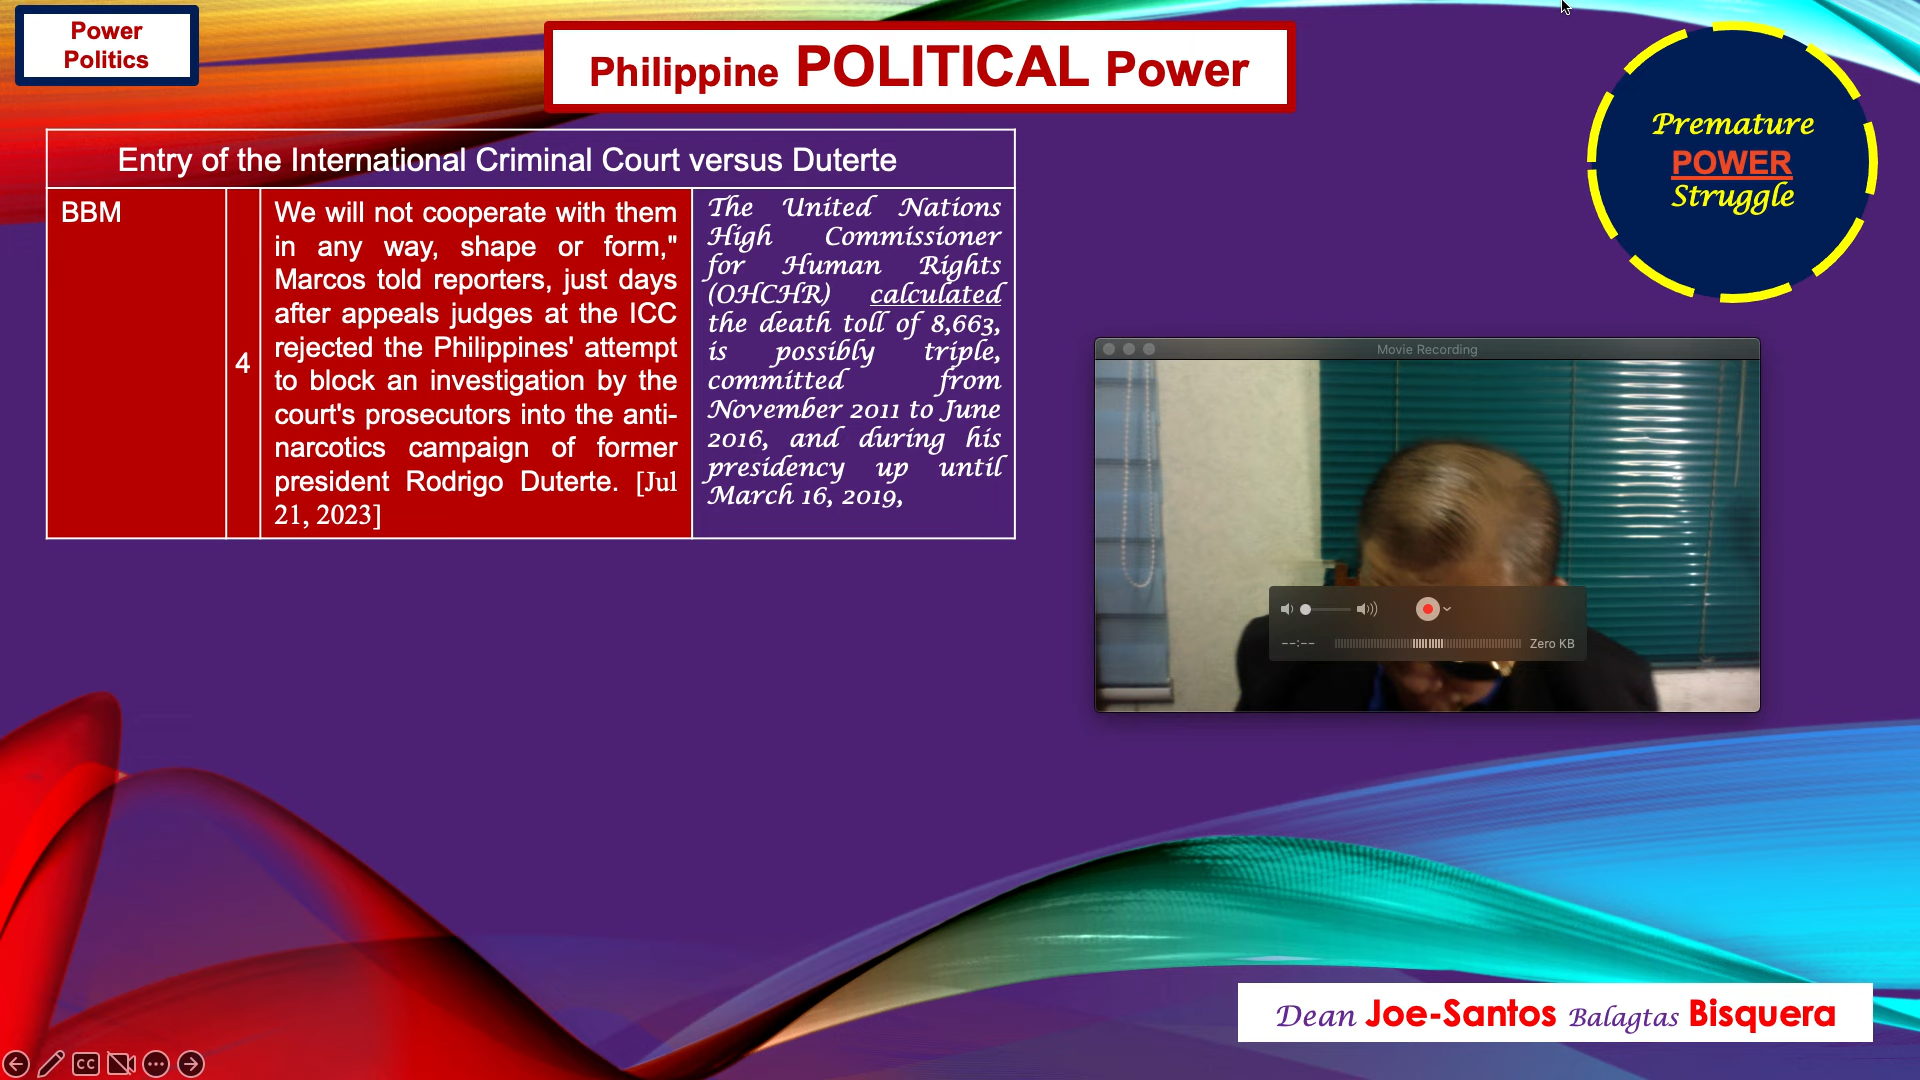 Power
Politics
Philippine POLITICAL Power
Premature
POWER
Struggle
Entry of the International Criminal Court versus Duterte
BBM
4
We will not cooperate with them
in any way, shape or form,"
Marcos told reporters, just days
after appeals judges at the ICC
rejected the Philippines' attempt
to block an investigation by the
court's prosecutors into the anti-
narcotics campaign of former
president Rodrigo Duterte. [Jul
21, 2023]
The United Nations
High Commissioner
for Human Rights
(OHCHR) calculated
the death toll of 8,663,
is possibly triple,
committed from
November 2011 to June
2016, and during his
presidency up until
March 16, 2019,
Movie Recording
--:--
Zero KB
Dean Joe-Santos Balagtas Bisquera
CC